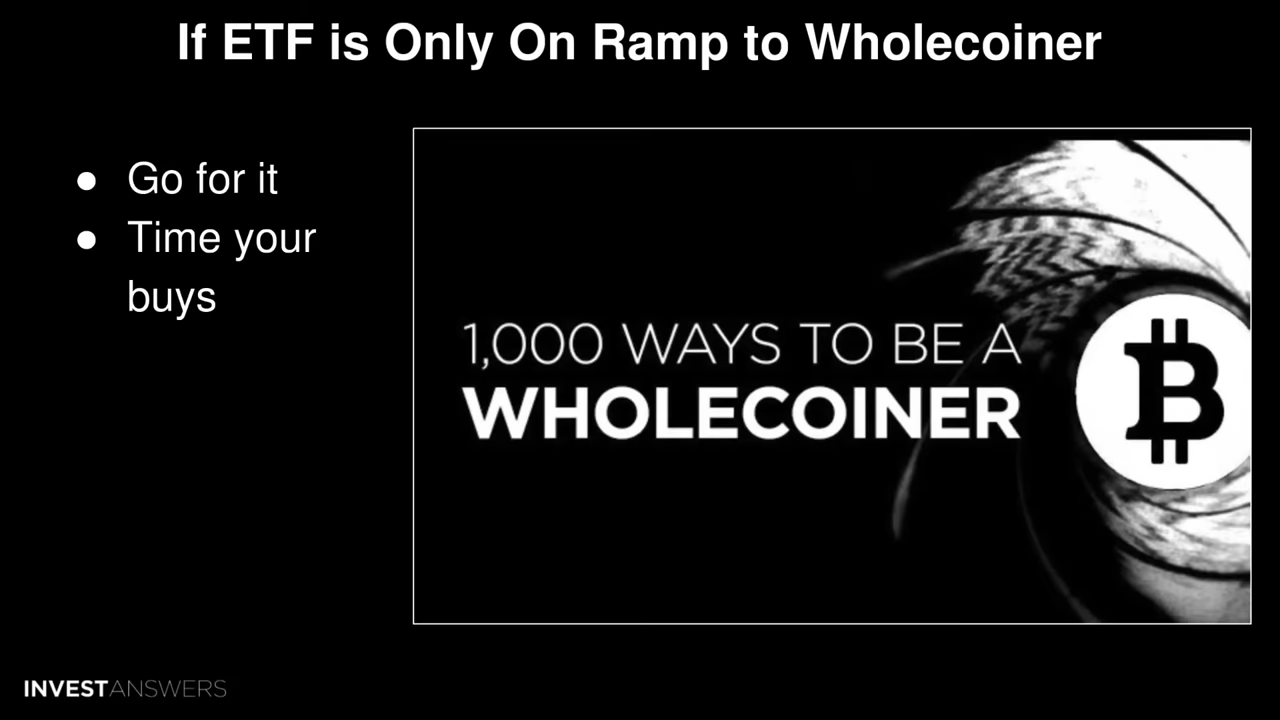 If ETF is Only On Ramp to Wholecoiner
● Go for it
● Time your
buys
1,000 WAYS TO BE A
WHOLECOINER
INVESTANSWERS